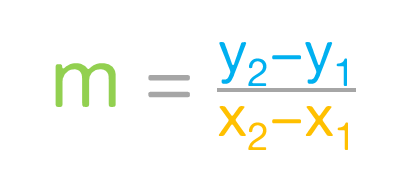 m = y₂−y₁
x₂−x₁